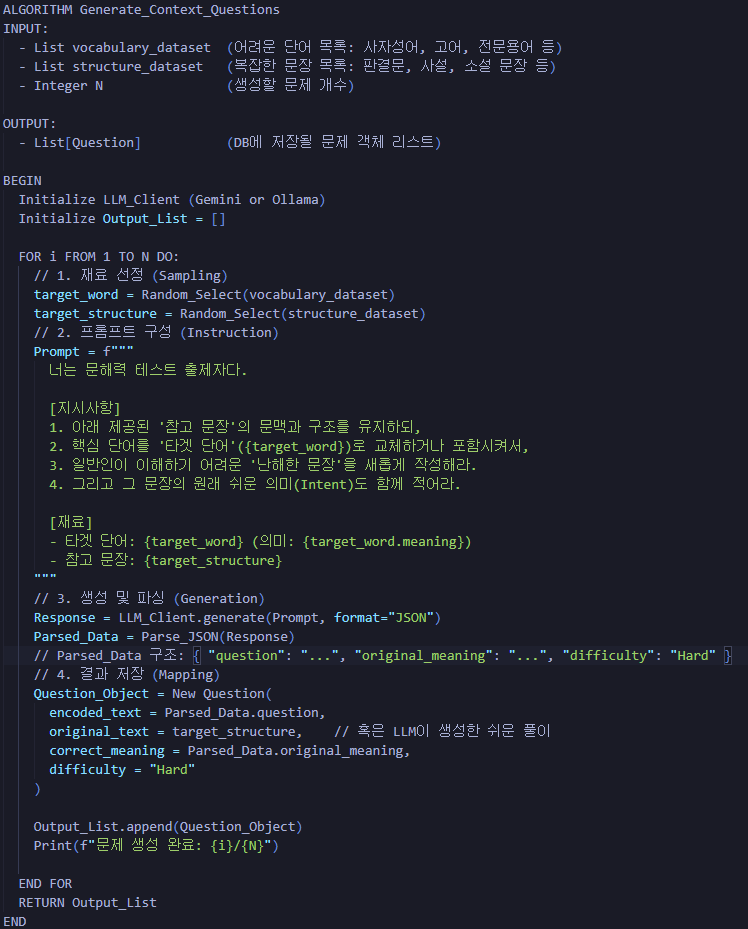 ALGORITHM Generate_Context_Questions
INPUT:
  - List vocabulary_dataset  (어려운 단어 목록: 사자성어, 고어, 전문용어 등)
  - List structure_dataset   (복잡한 문장 목록: 판결문, 사설, 소설 문장 등)
  - Integer N                (생성할 문제 개수)
OUTPUT:
  - List[Question]           (DB에 저장될 문제 객체 리스트)
BEGIN
  Initialize LLM_Client (Gemini or Ollama)
  Initialize Output_List = []
  FOR i FROM 1 TO N DO:
    // 1. 재료 선정 (Sampling)
    target_word = Random_Select(vocabulary_dataset)
    target_structure = Random_Select(structure_dataset)
    // 2. 프롬프트 구성 (Instruction)
    Prompt = f"""
      너는 문해력 테스트 출제자다.
      [지시사항]
      1. 아래 제공된 '참고 문장'의 문맥과 구조를 유지하되,
      2. 핵심 단어를 '타겟 단어'({target_word})로 교체하거나 포함시켜서,
      3. 일반인이 이해하기 어려운 '난해한 문장'을 새롭게 작성해라.
      4. 그리고 그 문장의 원래 쉬운 의미(Intent)도 함께 적어라.
      [재료]
      - 타겟 단어: {target_word} (의미: {target_word.meaning})
      - 참고 문장: {target_structure}
    """
    // 3. 생성 및 파싱 (Generation)
    Response = LLM_Client.generate(Prompt, format="JSON")
    Parsed_Data = Parse_JSON(Response)
    // Parsed_Data 구조: { "question": "...", "original_meaning": "...", "difficulty": "Hard" }
    // 4. 결과 저장 (Mapping)
    Question_Object = New Question(
      encoded_text = Parsed_Data.question,
      original_text = target_structure,    // 혹은 LLM이 생성한 쉬운 풀이
      correct_meaning = Parsed_Data.original_meaning,
      difficulty = "Hard"
    )
    Output_List.append(Question_Object)
    Print(f"문제 생성 완료: {i}/{N}")
  END FOR
  RETURN Output_List
END